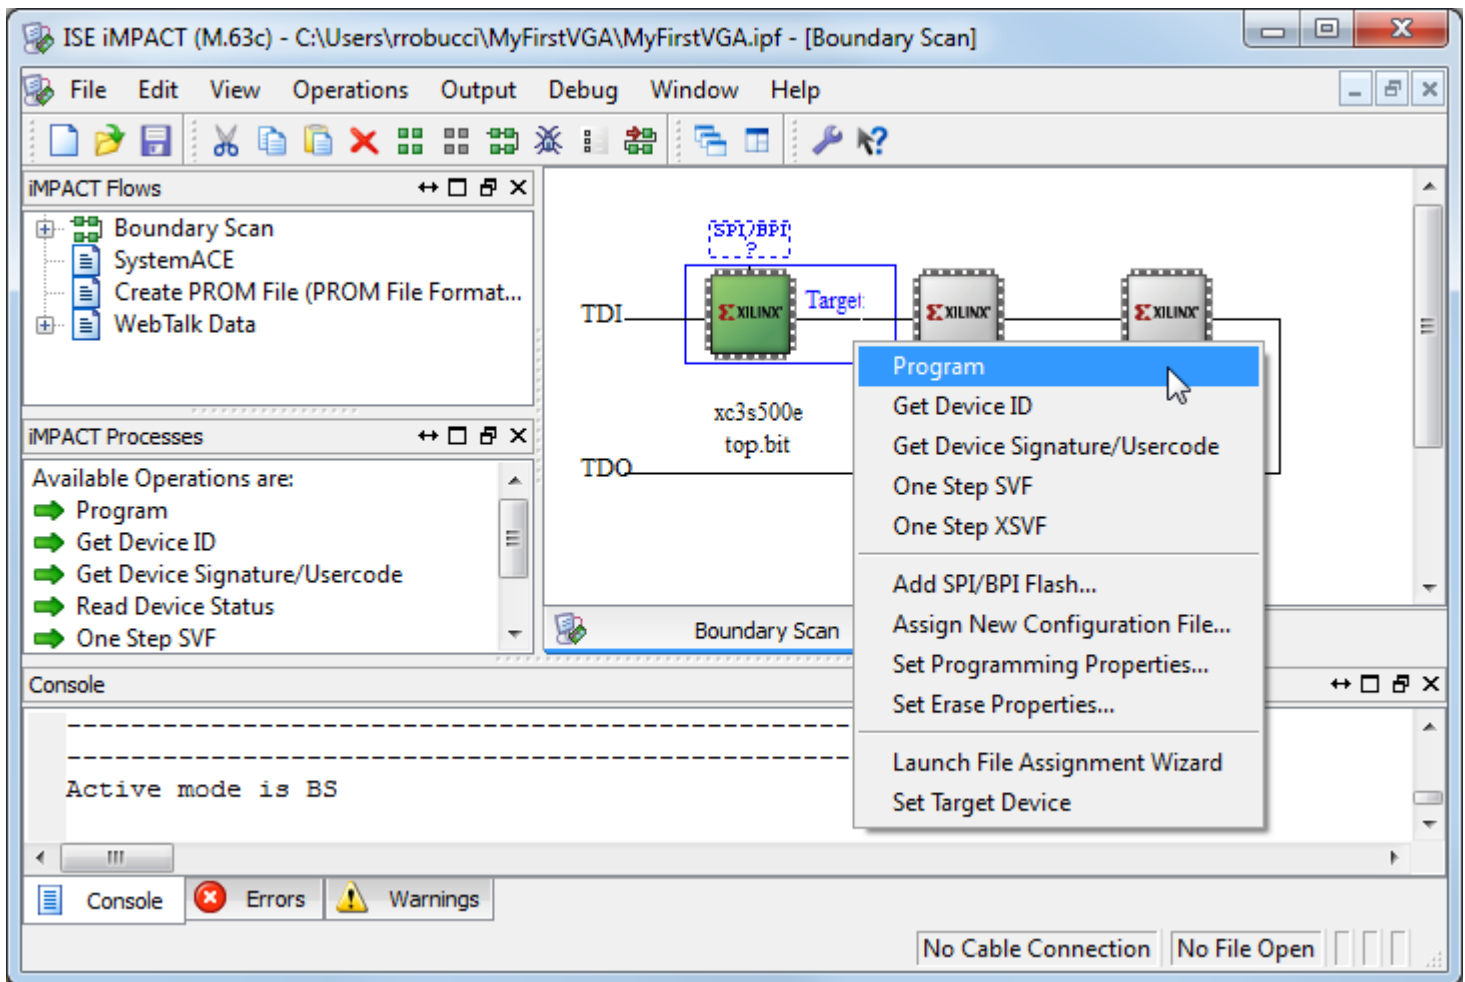 ISE iMPACT (M.63c) - C:\Users\rrobucci\MyFirstVGA\MyFirstVGA.ipf - [Boundary Scan]
File Edit View Operations Output Debug Window Help
iMPACT Flows
Boundary Scan
SystemACE
Create PROM File (PROM File Format...
WebTalk Data
iMPACT Processes
Available Operations are:
Program
Get Device ID
Get Device Signature/Usercode
Read Device Status
One Step SVF
SPI/BPI
?
TDI
XILINX
Target
XILINX
XILINX
xc3s500e
top.bit
TDO
Boundary Scan
Program
Get Device ID
Get Device Signature/Usercode
One Step SVF
One Step XSVF
Add SPI/BPI Flash...
Assign New Configuration File...
Set Programming Properties...
Set Erase Properties...
Launch File Assignment Wizard
Set Target Device
Console
----------------------------------------------------------------------
----------------------------------------------------------------------
Active mode is BS
Console Errors Warnings
No Cable Connection No File Open